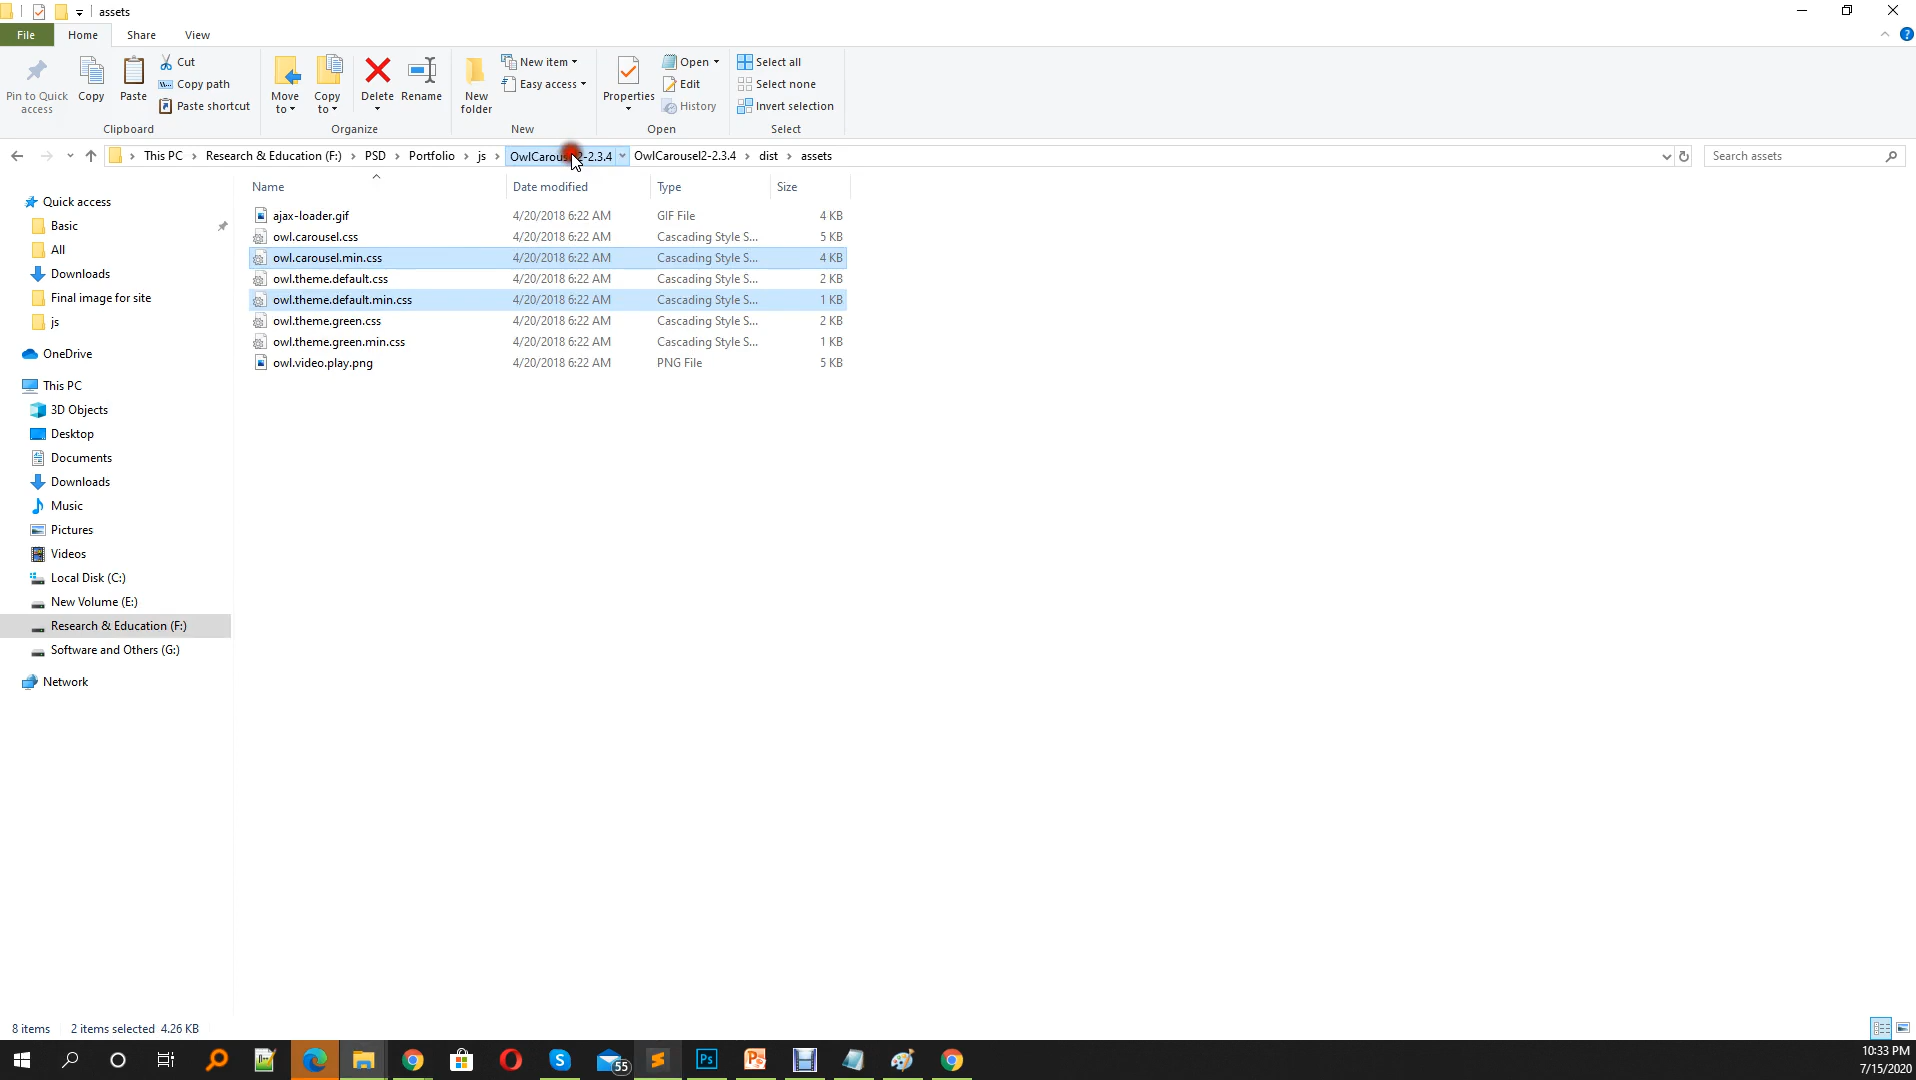 assets
File Home Share View
Pin to Quick access
Copy
Paste
Cut
Copy path
Paste shortcut
Clipboard
Move to
Copy to
Delete
Rename
Organize
New folder
New item
Easy access
New
Properties
Open
Edit
History
Open
Select all
Select none
Invert selection
Select
This PC > Research & Education (F:) > PSD > Portfolio > js > OwlCarousel2-2.3.4 OwlCarousel2-2.3.4 > dist > assets
Search assets
Name Date modified Type Size
ajax-loader.gif 4/20/2018 6:22 AM GIF File 4 KB
owl.carousel.css 4/20/2018 6:22 AM Cascading Style S... 5 KB
owl.carousel.min.css 4/20/2018 6:22 AM Cascading Style S... 4 KB
owl.theme.default.css 4/20/2018 6:22 AM Cascading Style S... 2 KB
owl.theme.default.min.css 4/20/2018 6:22 AM Cascading Style S... 1 KB
owl.theme.green.css 4/20/2018 6:22 AM Cascading Style S... 2 KB
owl.theme.green.min.css 4/20/2018 6:22 AM Cascading Style S... 1 KB
owl.video.play.png 4/20/2018 6:22 AM PNG File 5 KB
Quick access
Basic
All
Downloads
Final image for site
js
OneDrive
This PC
3D Objects
Desktop
Documents
Downloads
Music
Pictures
Videos
Local Disk (C:)
New Volume (E:)
Research & Education (F:)
Software and Others (G:)
Network
8 items 2 items selected 4.26 KB
55
Ps
10:33 PM
7/15/2020